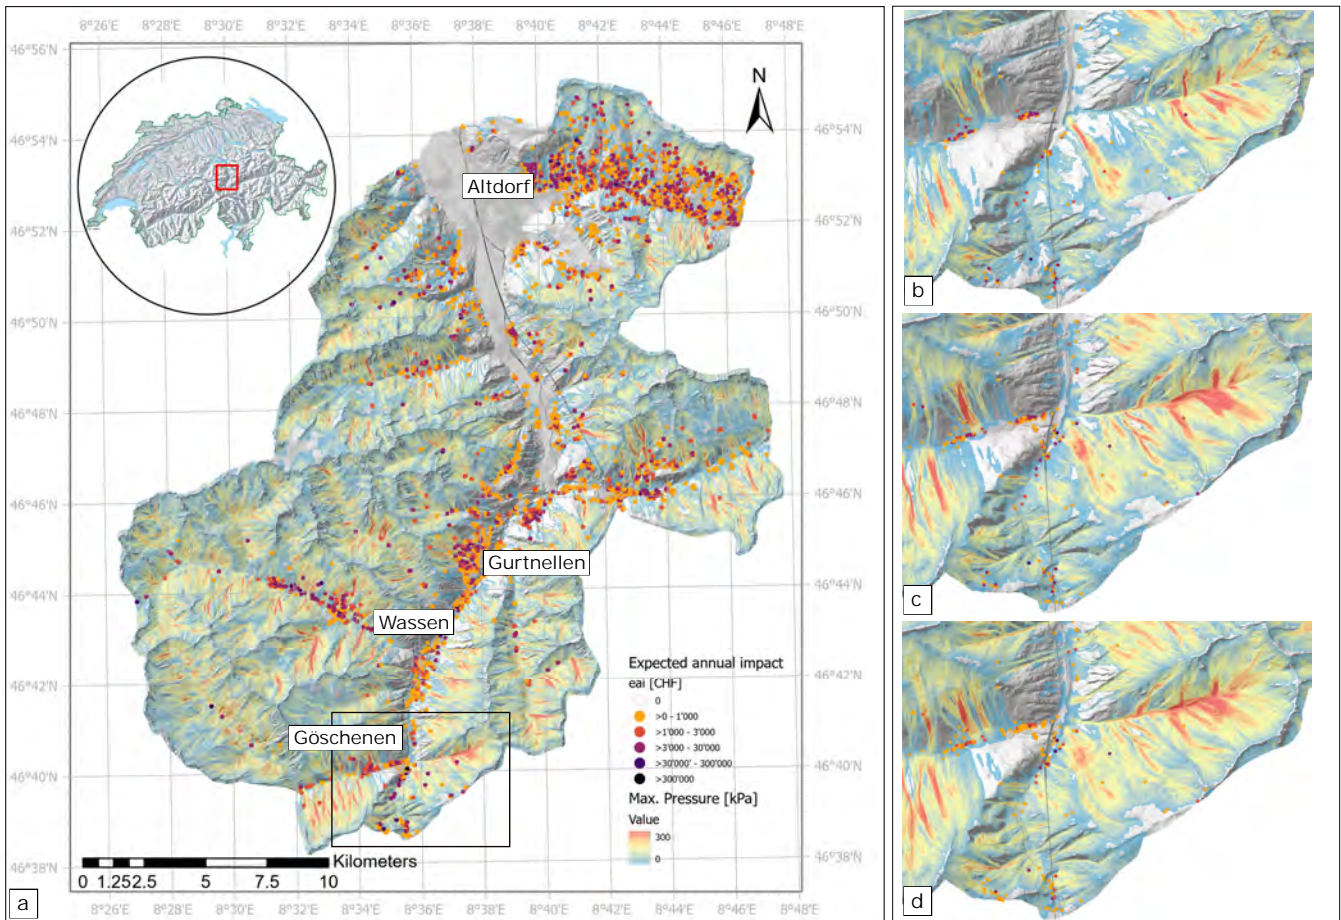 8°26'E 8°28'E 8°30'E 8°32'E 8°34'E 8°36'E 8°38'E 8°40'E 8°42'E 8°44'E 8°46'E 8°48'E
46°56'N
46°54'N 46°54'N
46°52'N 46°52'N
46°50'N 46°50'N
46°48'N 46°48'N
46°46'N 46°46'N
46°44'N 46°44'N
46°42'N 46°42'N
46°40'N 46°40'N
46°38'N 46°38'N
N
Altdorf
Gurtnellen
Wassen
Göschenen
Expected annual impact
eai [CHF]
0
>0 - 1'000
>1'000 - 3'000
>3'000 - 30'000
>30'000' - 300'000
>300'000
Max. Pressure [kPa]
Value
300
0
Kilometers
0 1.25 2.5 5 7.5 10
8°26'E 8°28'E 8°30'E 8°32'E 8°34'E 8°36'E 8°38'E 8°40'E 8°42'E 8°44'E 8°46'E 8°48'E
a
b
c
d